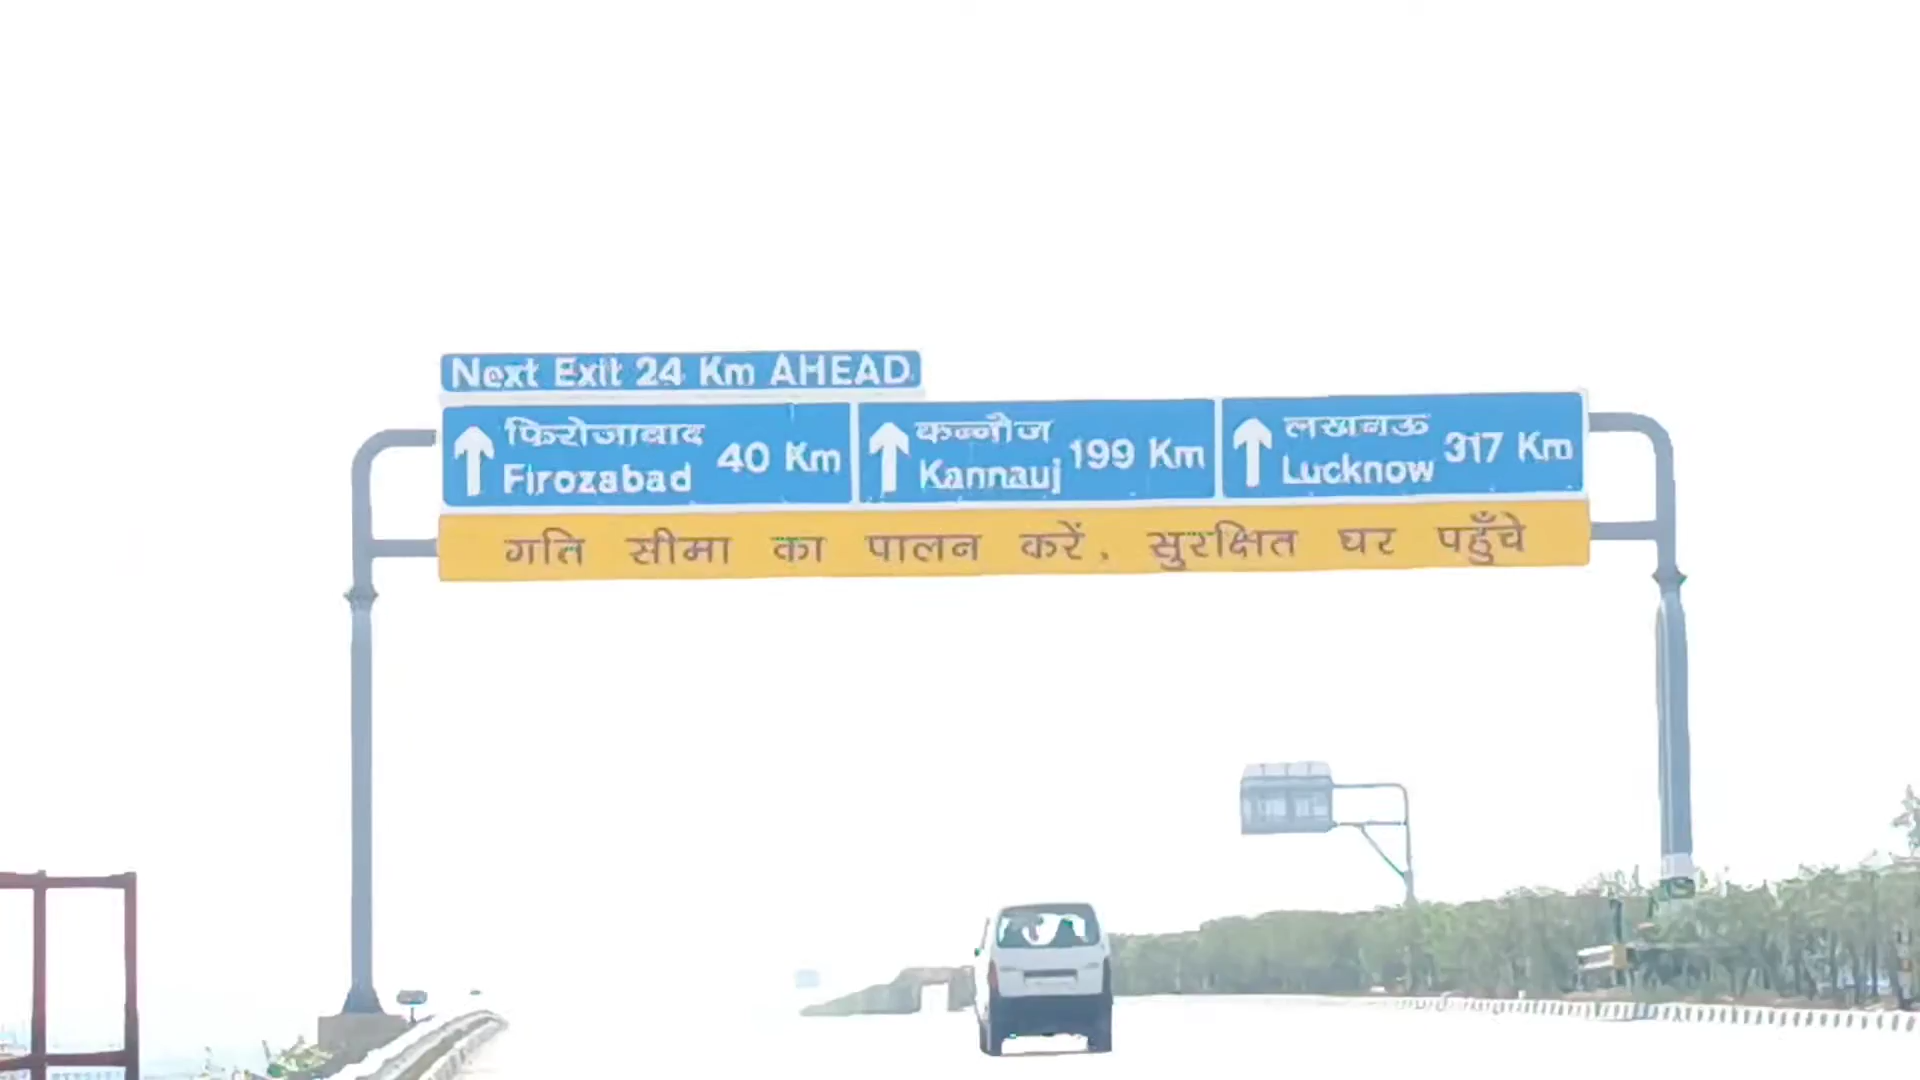 Next Exit 24 Km AHEAD
फिरोजाबाद
Firozabad
40 Km
कन्नौज
Kannauj
199 Km
लखनऊ
Lucknow
317 Km
गति सीमा का पालन करें, सुरक्षित घर पहुँचे